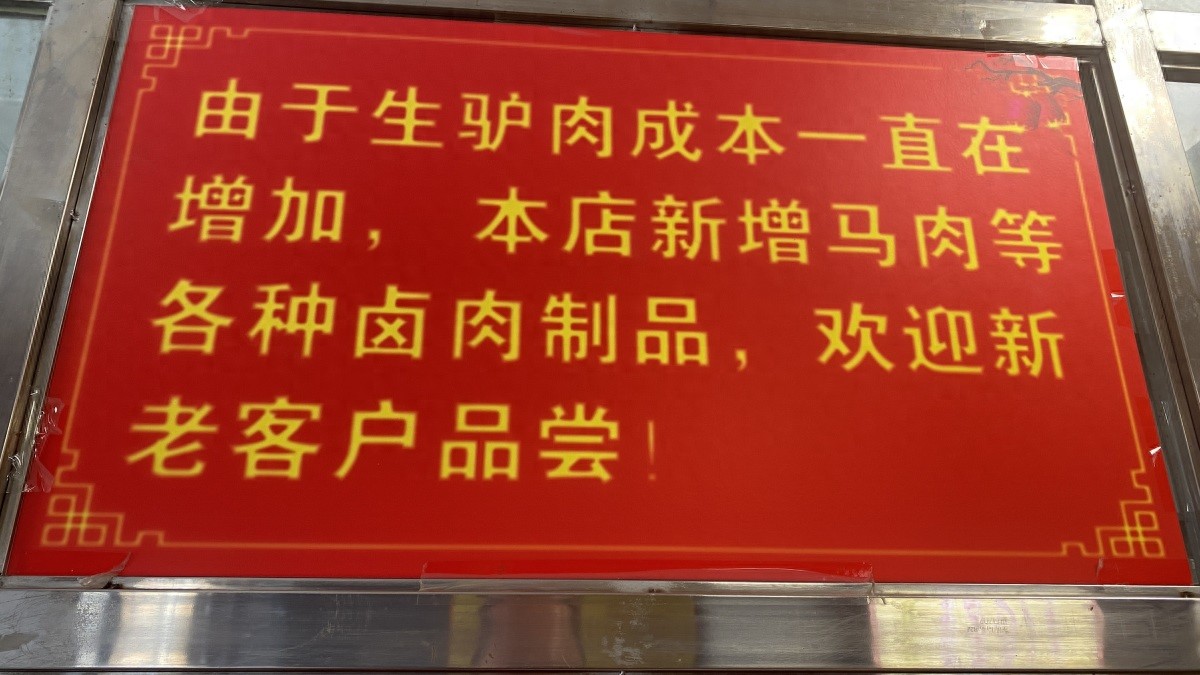 由于生驴肉成本一直在
增加，本店新增马肉等
各种卤肉制品，欢迎新
老客户品尝！